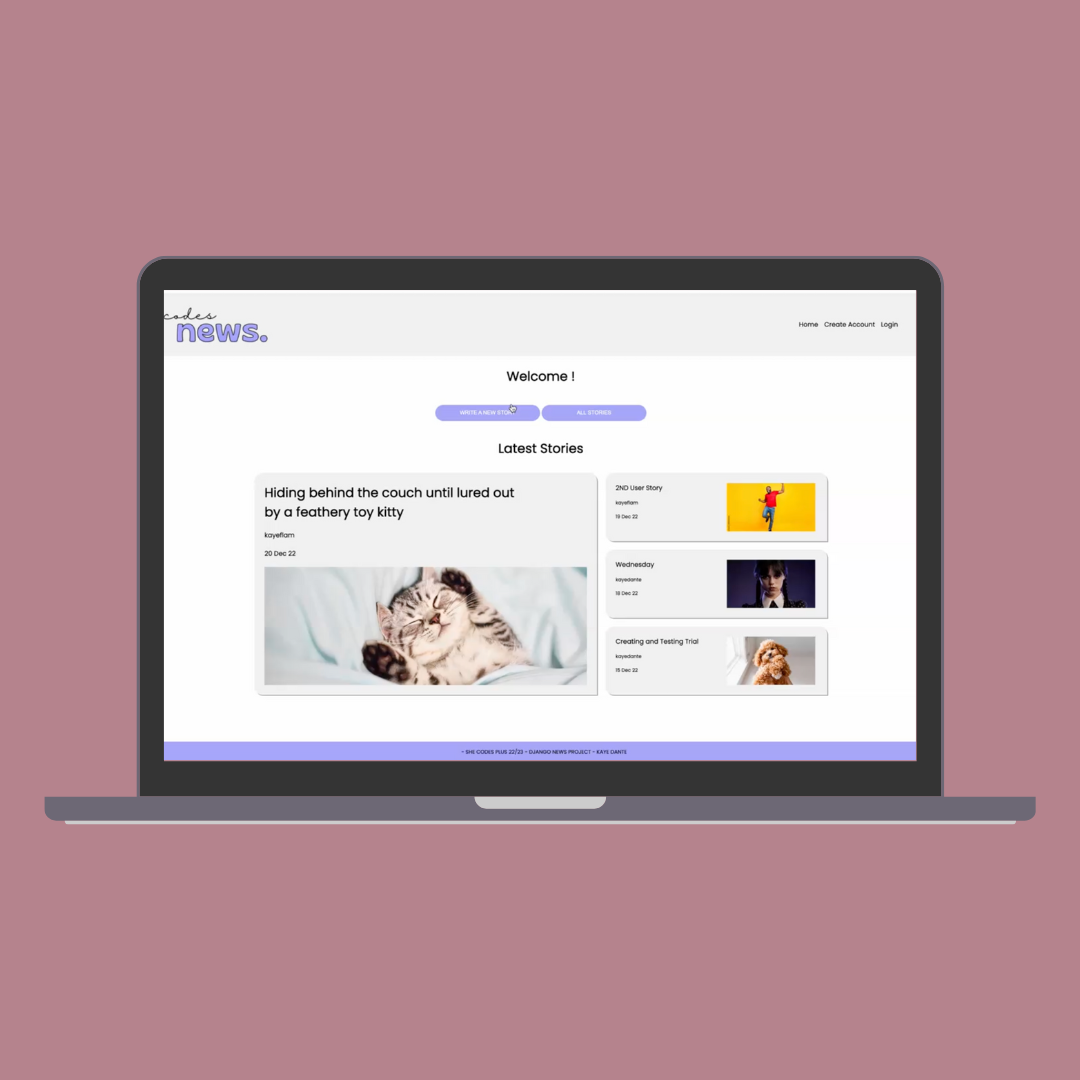 codes
news.
Home Create Account Login
Welcome !
WRITE A NEW STORY ALL STORIES
Latest Stories
Hiding behind the couch until lured out
by a feathery toy kitty
kayeflam
20 Dec 22
2ND User Story
kayeflam
19 Dec 22
Wednesday
kayedante
18 Dec 22
Creating and Testing Trial
kayedante
15 Dec 22
- SHE CODES PLUS 22/23 - DJANGO NEWS PROJECT - KAYE DANTE